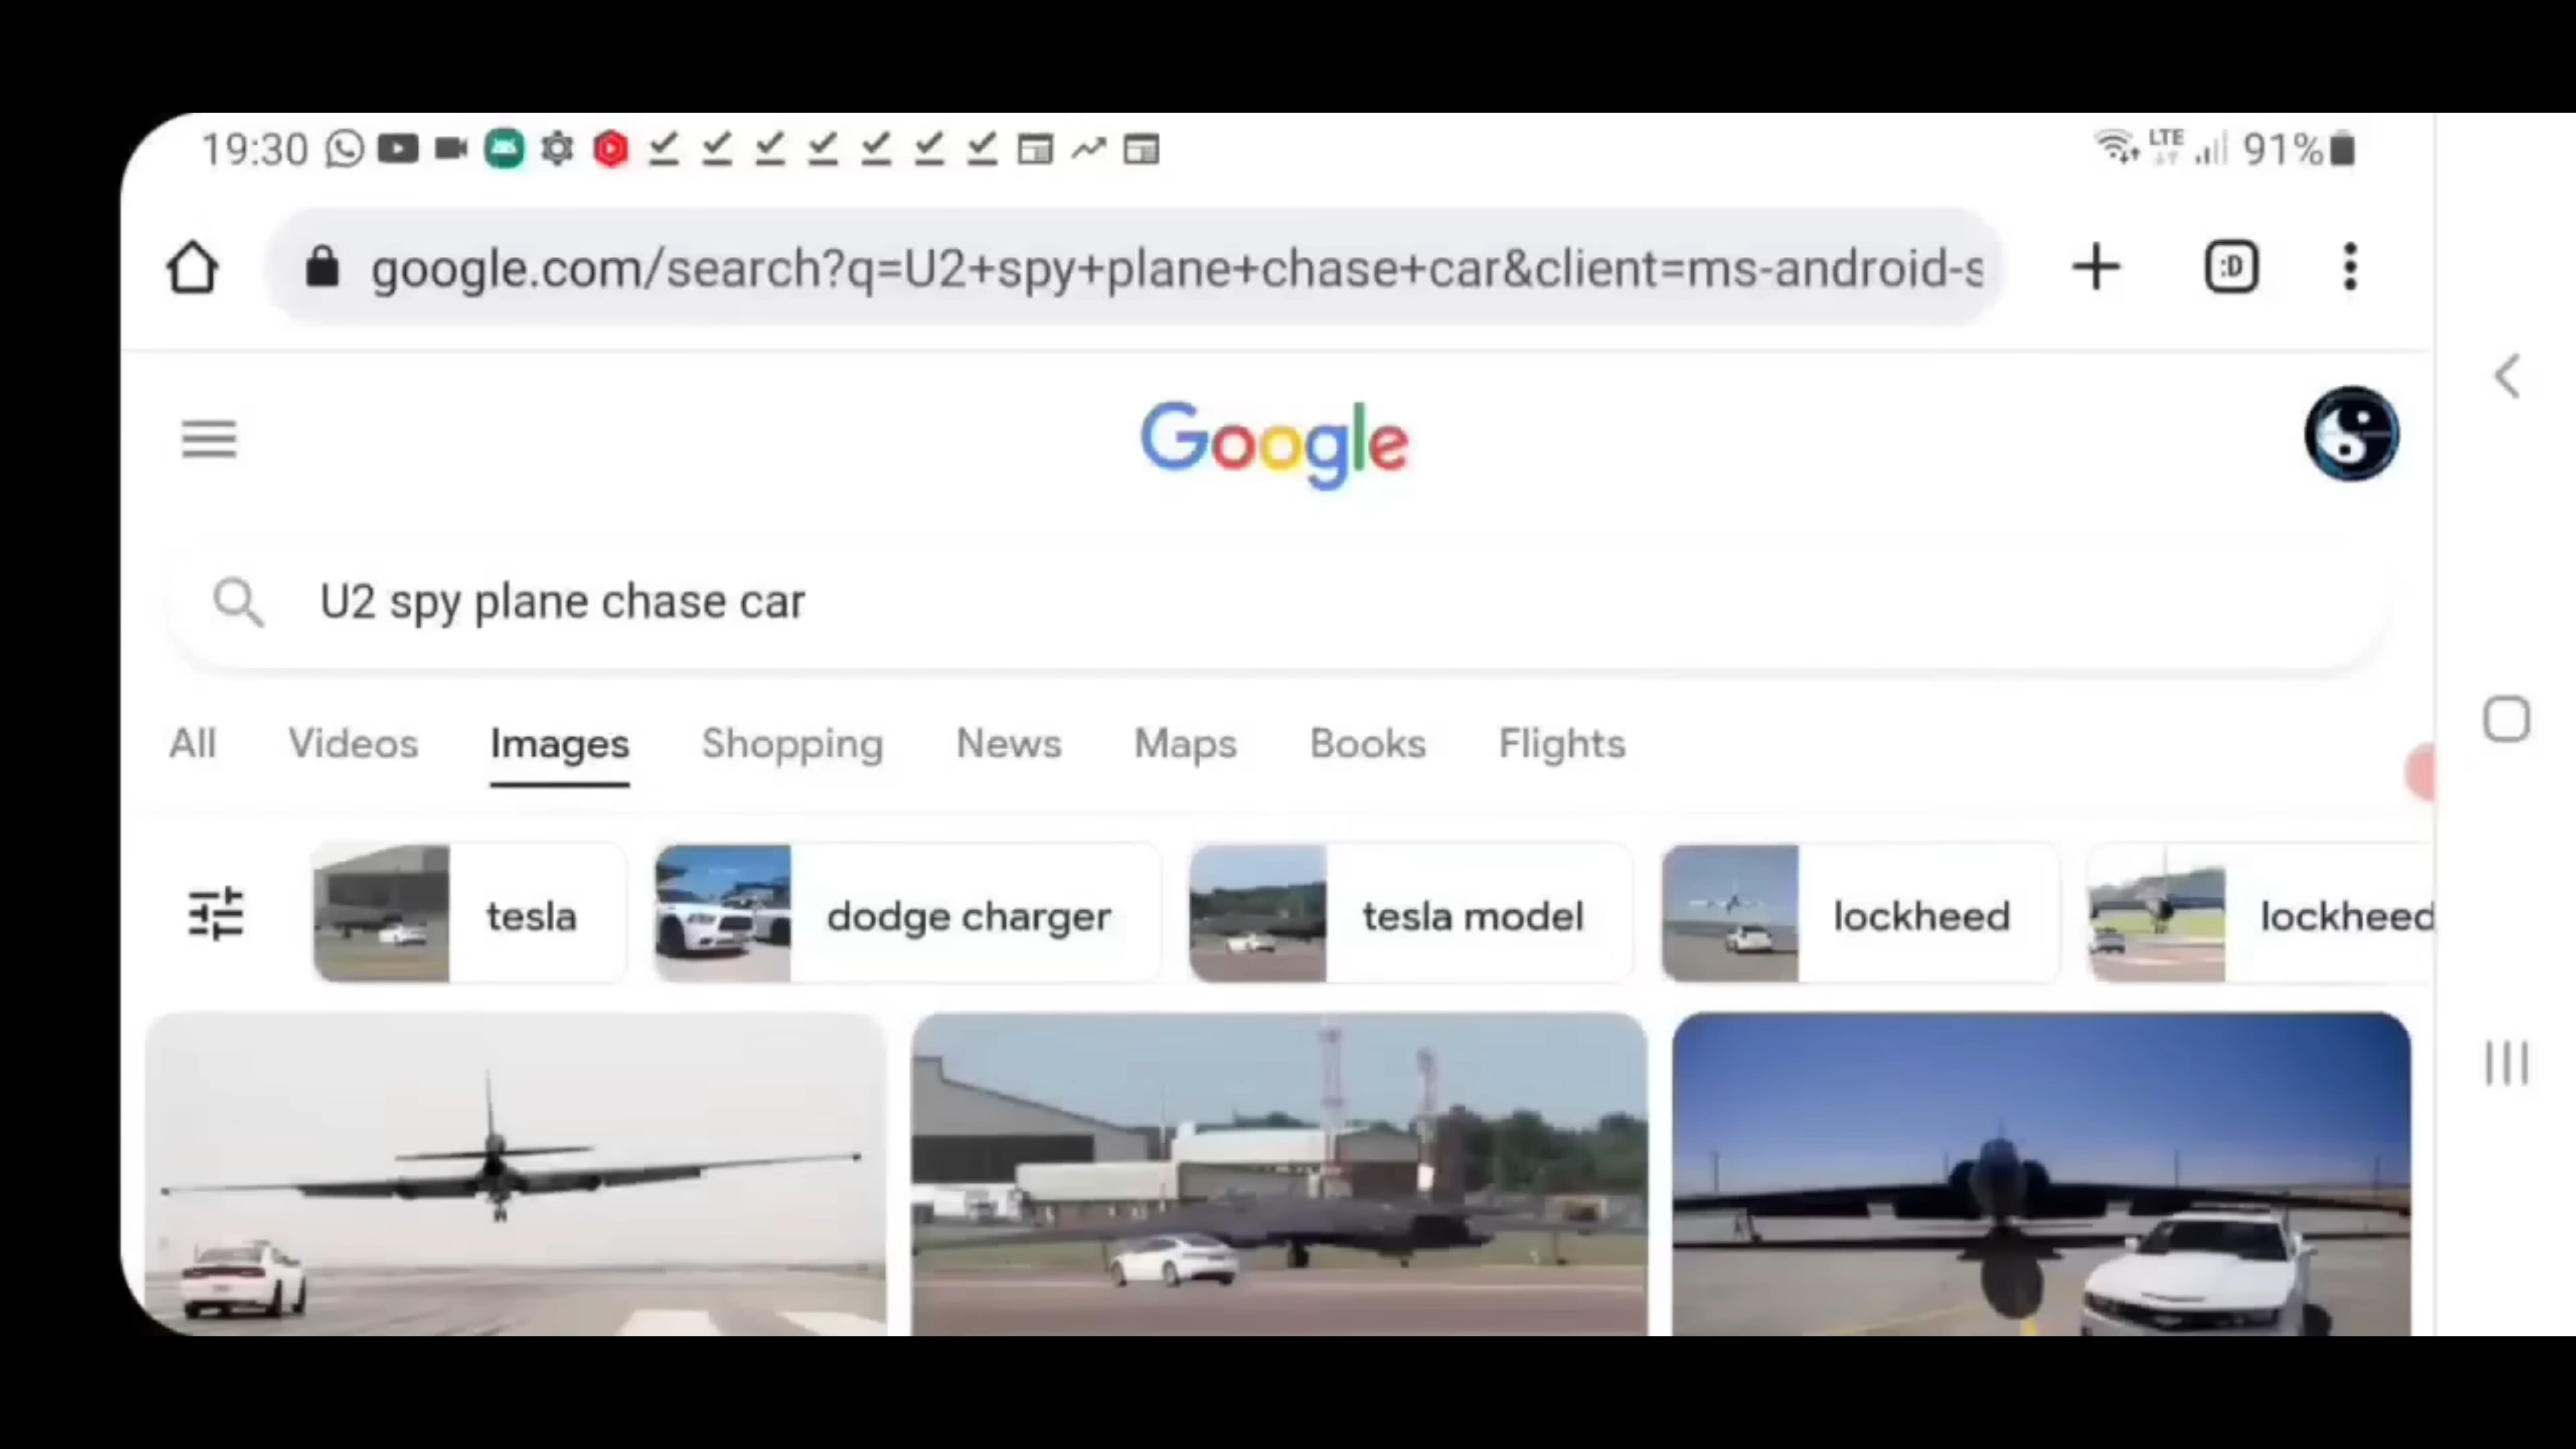 19:30 LTE 91%
google.com/search?q=U2+spy+plane+chase+car&client=ms-android-s
:D
Google
U2 spy plane chase car
All Videos Images Shopping News Maps Books Flights
tesla dodge charger tesla model lockheed lockheed